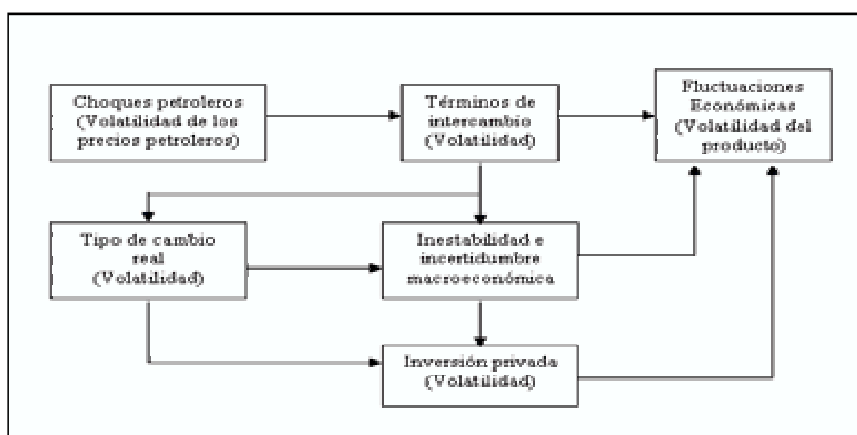 Choques petroleros
(Volatilidad de los
precios petroleros)
Términos de
intercambio
(Volatilidad)
Fluctuaciones
Económicas
(Volatilidad del
producto)
Tipo de cambio
real
(Volatilidad)
Inestabilidad e
incertidumbre
macroeconómica
Inversión privada
(Volatilidad)